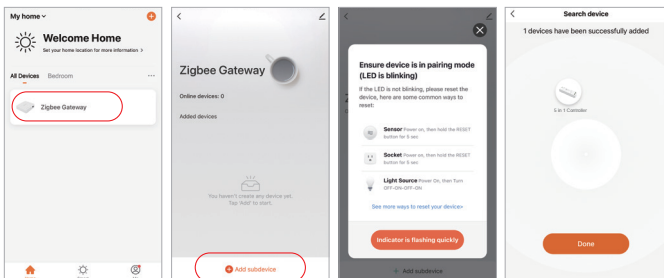 My home
Welcome Home
Set your home location for more information >
All Devices Bedroom ...
Zigbee Gateway
Zigbee Gateway
Online devices: 0
Added devices
You haven't create any device yet.
Tap 'Add' to start.
Add subdevice
Ensure device is in pairing mode
(LED is blinking)
If the LED is not blinking, please reset the
device, here are some common ways to
reset:
Sensor Power on, then hold the RESET
button for 5 sec
Socket Power on, then hold the RESET
button for 5 sec
Light Source Power On, then Turn
OFF-ON-OFF-ON
See more ways to reset your device>
Indicator is flashing quickly
+ Add subdevice
Search device
1 devices have been successfully added
5 in 1 Controller
Done